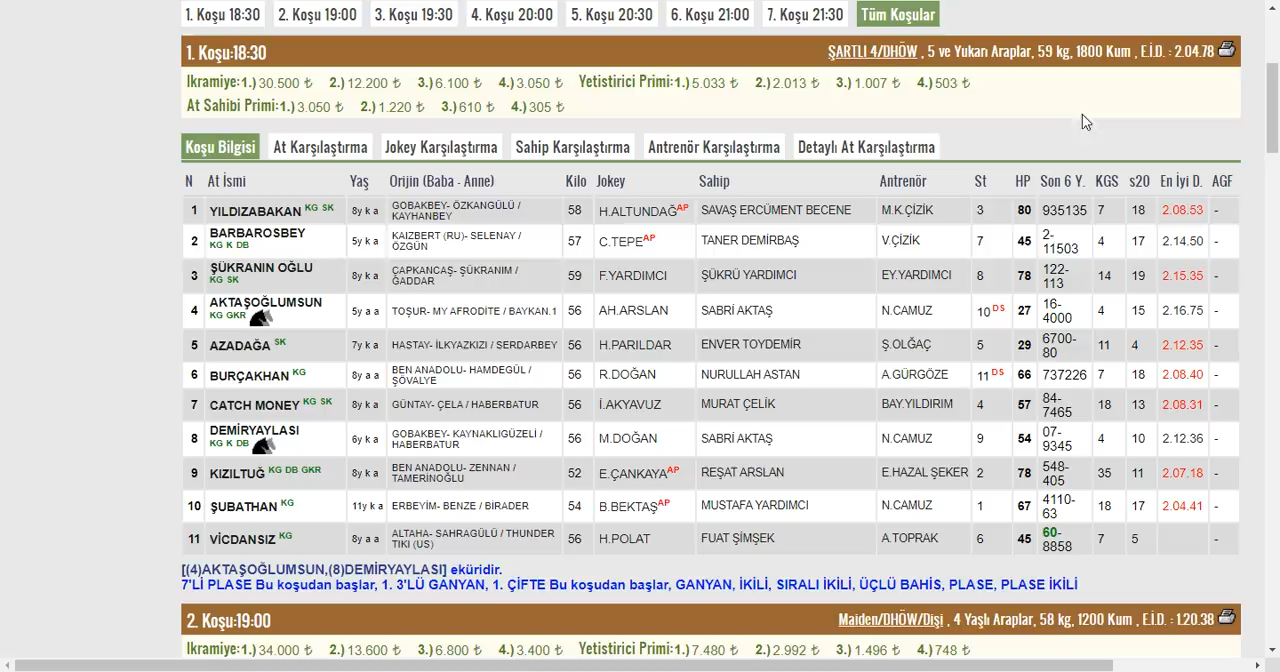 1. Koşu 18:30 2. Koşu 19:00 3. Koşu 19:30 4. Koşu 20:00 5. Koşu 20:30 6. Koşu 21:00 7. Koşu 21:30 Tüm Koşular
1. Koşu:18:30 ŞARTLI 4/DHÖW , 5 ve Yukarı Araplar, 59 kg, 1800 Kum , E.İ.D. : 2.04.78
Ikramiye:1.) 30.500 ₺ 2.) 12.200 ₺ 3.) 6.100 ₺ 4.) 3.050 ₺ Yetistirici Primi:1.) 5.033 ₺ 2.) 2.013 ₺ 3.) 1.007 ₺ 4.) 503 ₺
At Sahibi Primi:1.) 3.050 ₺ 2.) 1.220 ₺ 3.) 610 ₺ 4.) 305 ₺
Koşu Bilgisi At Karşılaştırma Jokey Karşılaştırma Sahip Karşılaştırma Antrenör Karşılaştırma Detaylı At Karşılaştırma
N At İsmi Yaş Orijin (Baba - Anne) Kilo Jokey Sahip Antrenör St HP Son 6 Y. KGS s20 En İyi D. AGF
1 YILDIZABAKAN KG SK 8y k a GOBAKBEY- ÖZKANGÜLÜ / KAYHANBEY 58 H.ALTUNDAĞ AP SAVAŞ ERCÜMENT BECENE M.K.ÇİZİK 3 80 935135 7 18 2.08.53 -
2 BARBAROSBEY KG K DB 5y k a KAIZBERT (RU)- SELENAY / ÖZGÜN 57 C.TEPE AP TANER DEMİRBAŞ V.ÇİZİK 7 45 2-11503 4 17 2.14.50 -
3 ŞÜKRANIN OĞLU KG SK 8y k a ÇAPKANCAŞ- ŞÜKRANIM / GADDAR 59 F.YARDIMCI ŞÜKRÜ YARDIMCI EY.YARDIMCI 8 78 122-113 14 19 2.15.35 -
4 AKTAŞOĞLUMSUN KG GKR 5y a a TOŞUR- MY AFRODİTE / BAYKAN.1 56 AH.ARSLAN SABRİ AKTAŞ N.CAMUZ 10 DS 27 16-4000 4 15 2.16.75 -
5 AZADAĞA SK 7y k a HASTAY- İLKYAZKIZI / SERDARBEY 56 H.PARILDAR ENVER TOYDEMİR Ş.OLĞAÇ 5 29 6700-80 11 4 2.12.35 -
6 BURÇAKHAN KG 8y a a BEN ANADOLU- HAMDEGÜL / ŞÖVALYE 56 R.DOĞAN NURULLAH ASTAN A.GÜRGÖZE 11 DS 66 737226 7 18 2.08.40 -
7 CATCH MONEY KG SK 8y k a GÜNTAY- ÇELA / HABERBATUR 56 İ.AKYAVUZ MURAT ÇELİK BAY.YILDIRIM 4 57 84-7465 18 13 2.08.31 -
8 DEMİRYAYLASI KG K DB 6y k a GOBAKBEY- KAYNAKLIGÜZELİ / HABERBATUR 56 M.DOĞAN SABRİ AKTAŞ N.CAMUZ 9 54 07-9345 4 10 2.12.36 -
9 KIZILTUĞ KG DB GKR 8y k a BEN ANADOLU- ZENNAN / TAMERİNOĞLU 52 E.ÇANKAYA AP REŞAT ARSLAN E.HAZAL ŞEKER 2 78 548-405 35 11 2.07.18 -
10 ŞUBATHAN KG 11y k a ERBEYİM- BENZE / BİRADER 54 B.BEKTAŞ AP MUSTAFA YARDIMCI N.CAMUZ 1 67 4110-63 18 17 2.04.41 -
11 VİCDANSIZ KG 8y a a ALTAHA- SAHRAGÜLÜ / THUNDER TIKI (US) 56 H.POLAT FUAT ŞİMŞEK A.TOPRAK 6 45 60-8858 7 5 -
[(4)AKTAŞOĞLUMSUN,(8)DEMİRYAYLASI] eküridir.
7'Lİ PLASE Bu koşudan başlar, 1. 3'LÜ GANYAN, 1. ÇİFTE Bu koşudan başlar, GANYAN, İKİLİ, SIRALI İKİLİ, ÜÇLÜ BAHİS, PLASE, PLASE İKİLİ
2. Koşu:19:00 Maiden/DHÖW/Dişi , 4 Yaşlı Araplar, 58 kg, 1200 Kum , E.İ.D. : 1.20.38
Ikramiye:1.) 34.000 ₺ 2.) 13.600 ₺ 3.) 6.800 ₺ 4.) 3.400 ₺ Yetistirici Primi:1.) 7.480 ₺ 2.) 2.992 ₺ 3.) 1.496 ₺ 4.) 748 ₺